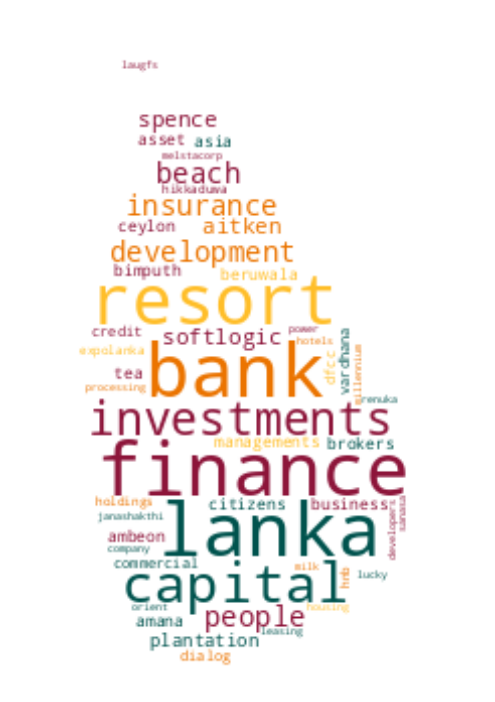 laugfs
spence
asset asia
melstacorp
beach
hikkaduwa
insurance
ceylon aitken
development
bimputh beruwala
resort
credit softlogic power
hotels
expolanka bank dfcc vardhana
tea millennium
processing renuka
investments
managements brokers
finance
holdings citizens business
janashakthi lanka developers sanasa
ambeon
company
commercial
capital milk hnb lucky
orient housing
amana people
leasing
plantation
dialog